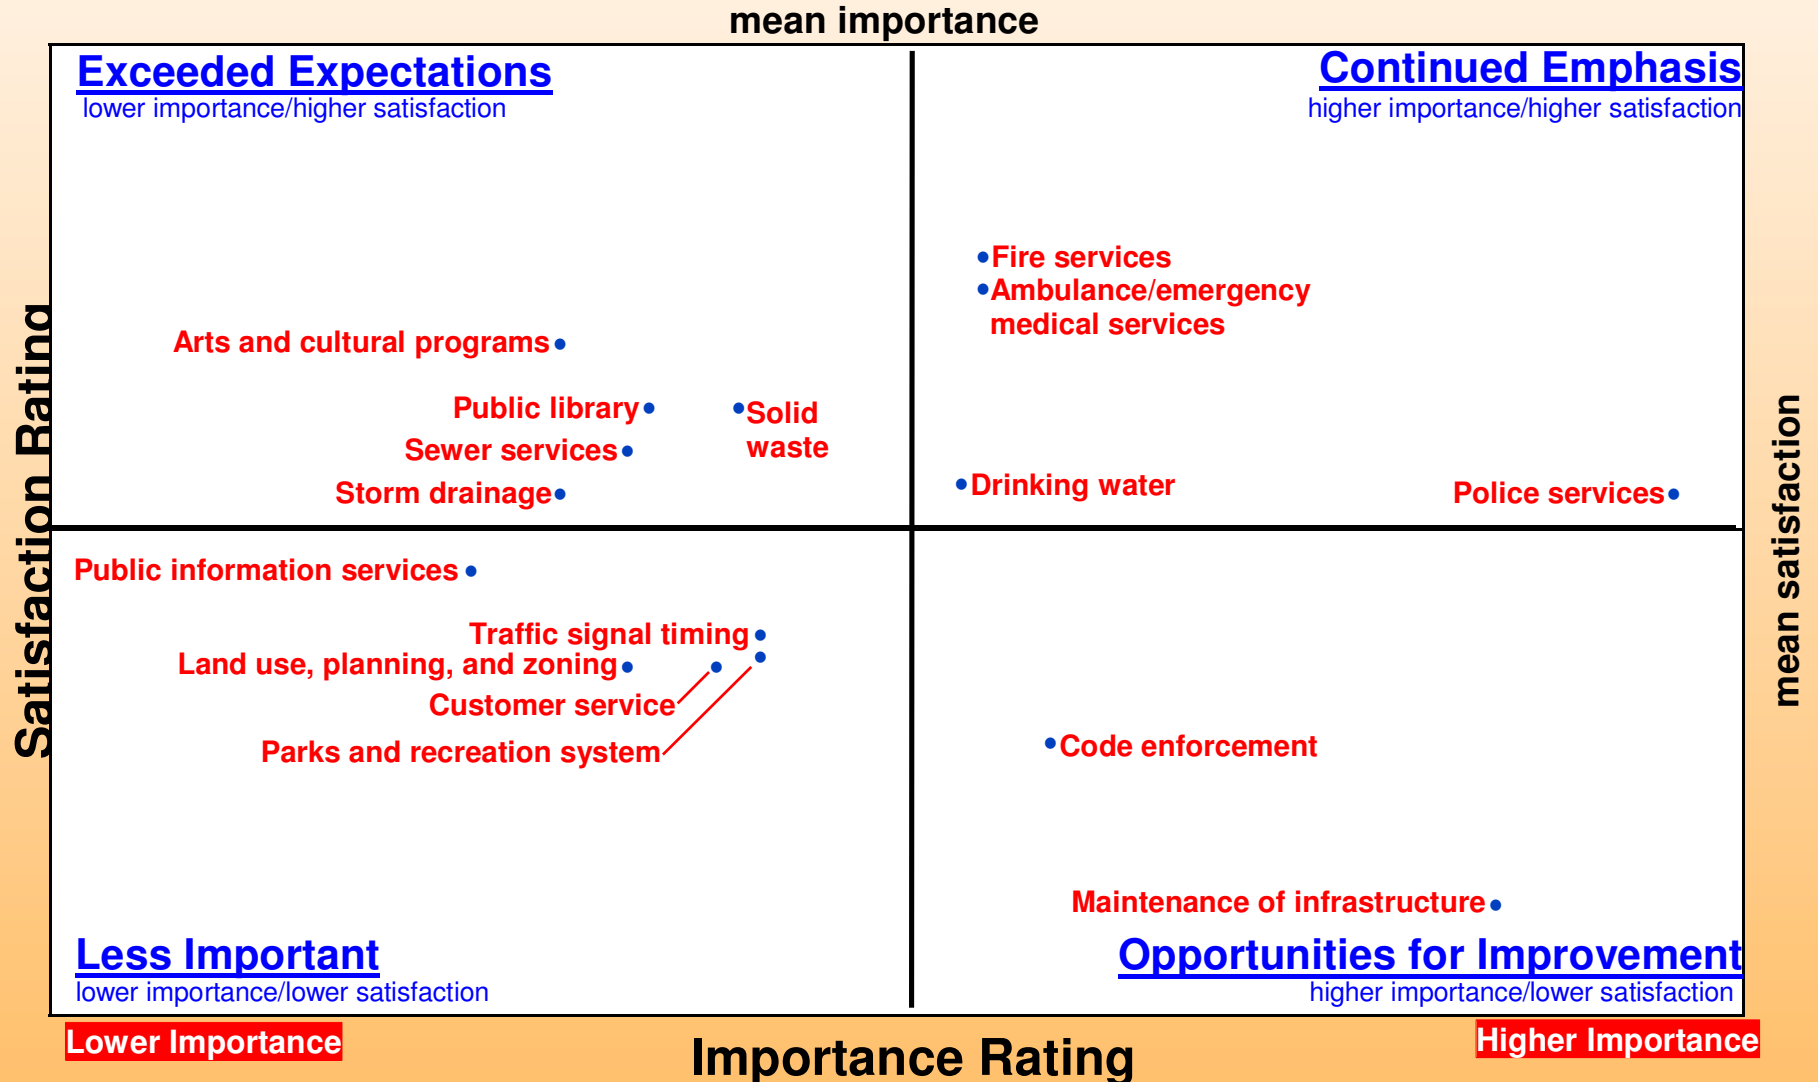 mean importance
Exceeded Expectations
lower importance/higher satisfaction
Continued Emphasis
higher importance/higher satisfaction
Fire services
Ambulance/emergency
medical services
Arts and cultural programs
Public library
Solid
waste
Sewer services
Storm drainage
Drinking water
Police services
Satisfaction Rating
mean satisfaction
Public information services
Traffic signal timing
Land use, planning, and zoning
Customer service
Parks and recreation system
Code enforcement
Maintenance of infrastructure
Less Important
lower importance/lower satisfaction
Opportunities for Improvement
higher importance/lower satisfaction
Lower Importance
Importance Rating
Higher Importance